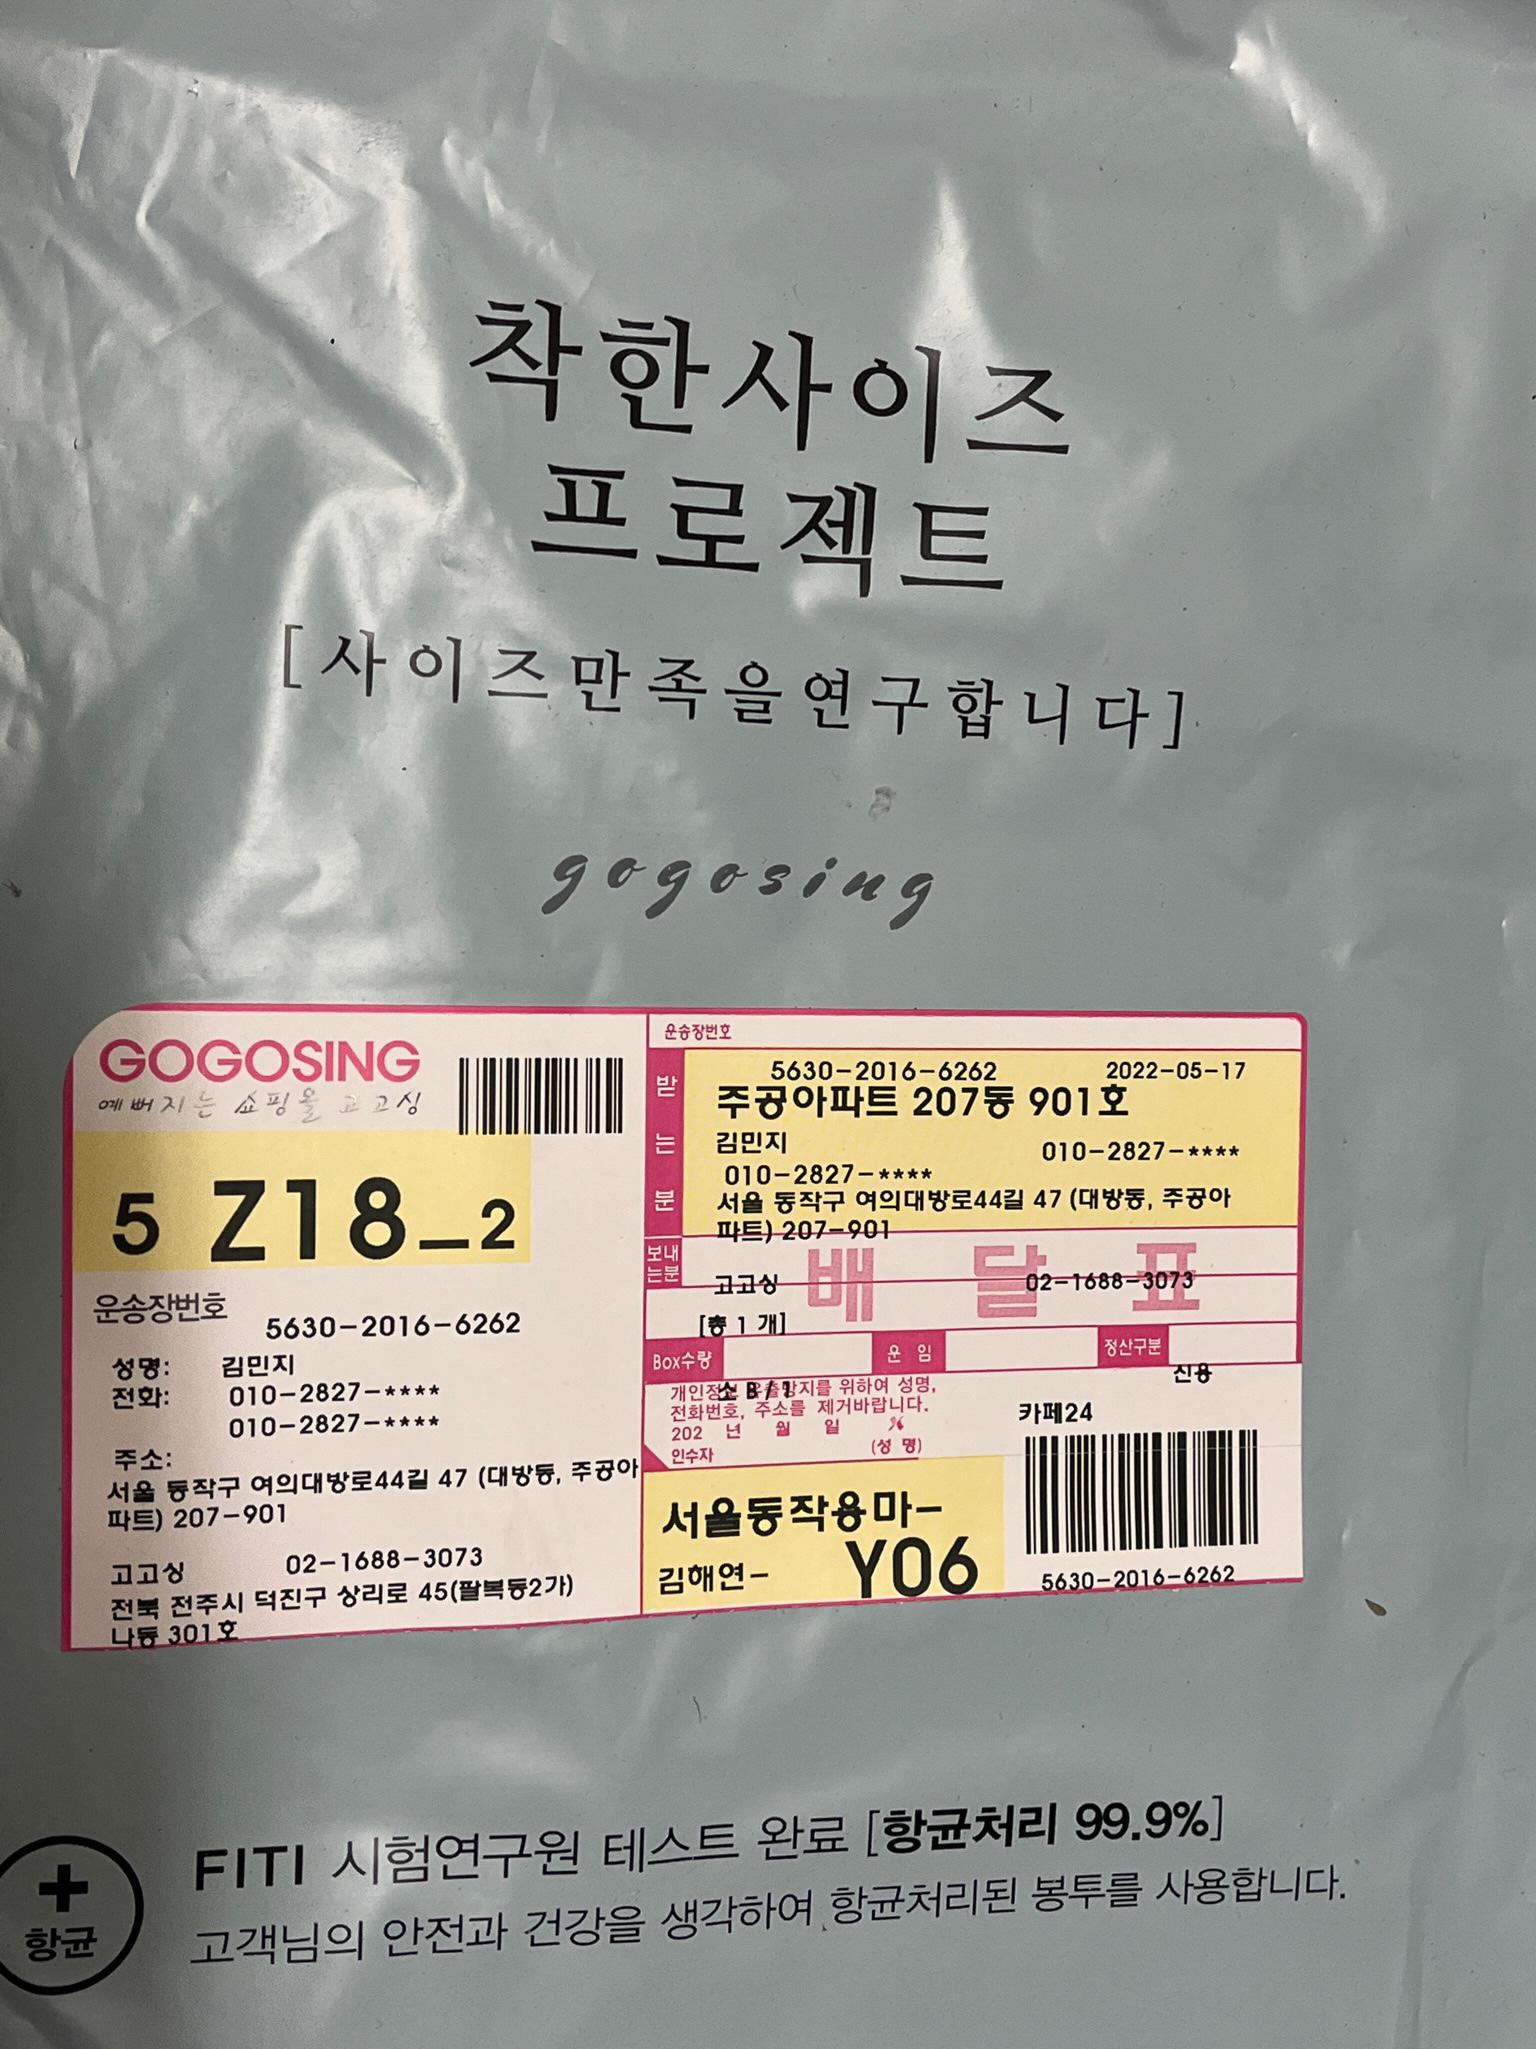 착한사이즈
프로젝트
[사이즈만족을연구합니다]
gogosing
GOGOSING
예뻐지는 쇼핑몰 고고싱
5 Z18_2
운송장번호 5630-2016-6262
성명: 김민지
전화: 010-2827-****
010-2827-****
주소:
서울 동작구 여의대방로44길 47 (대방동, 주공아
파트) 207-901
고고싱 02-1688-3073
전북 전주시 덕진구 상리로 45(팔복동2가)
나동 301호
운송장번호
5630-2016-6262 2022-05-17
받는분
주공아파트 207동 901호
김민지 010-2827-****
010-2827-****
서울 동작구 여의대방로44길 47 (대방동, 주공아
파트) 207-901
보내는분
배달표
고고싱 02-1688-3073
[총 1 개]
Box수량 운 임 정산구분
소B/1 신용
개인정보 유출방지를 위하여 성명,
전화번호, 주소를 제거바랍니다.
202 년 월 일
인수자 (성 명)
카페24
서울동작용마-
김해연- Y06
5630-2016-6262
항균
FITI 시험연구원 테스트 완료 [항균처리 99.9%]
고객님의 안전과 건강을 생각하여 항균처리된 봉투를 사용합니다.